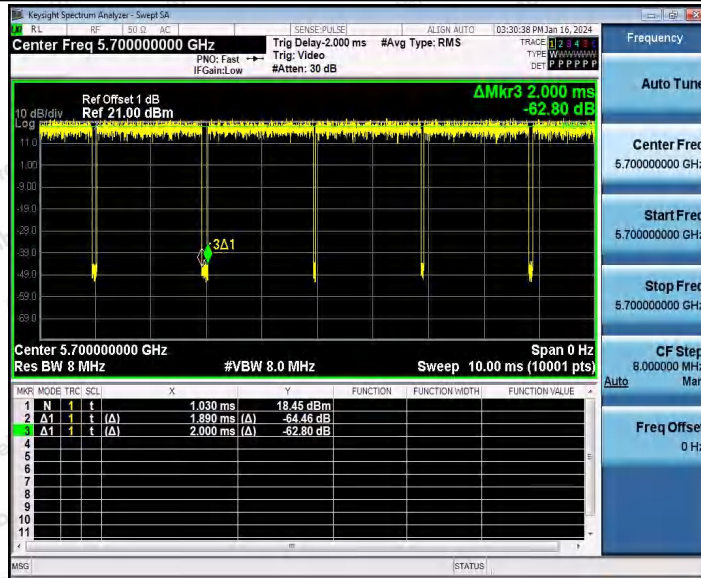 Keysight Spectrum Analyzer - Swept SA
RL RF 50 Ω AC SENSE:PULSE ALIGN AUTO 03:30:38 PM Jan 16, 2024
Center Freq 5.700000000 GHz Trig Delay-2.000 ms #Avg Type: RMS TRACE 1 2 3 4 5 6 Frequency
PNO: Fast Trig: Video TYPE WWWWWW
IFGain:Low #Atten: 30 dB DET P P P P P P
Auto Tune
ΔMkr3 2.000 ms
-62.80 dB
Ref Offset 1 dB
10 dB/div Ref 21.00 dBm
Log
11.0
1.00
-9.00
-19.0
-29.0
-39.0
-49.0
-59.0
-69.0
3Δ1
Center Freq
5.700000000 GHz
Start Freq
5.700000000 GHz
Stop Freq
5.700000000 GHz
Center 5.700000000 GHz Span 0 Hz
Res BW 8 MHz #VBW 8.0 MHz Sweep 10.00 ms (10001 pts)
CF Step
8.000000 MHz
Auto Man
MKR MODE TRC SCL X Y FUNCTION FUNCTION WIDTH FUNCTION VALUE
1 N 1 t 1.030 ms 18.45 dBm
2 Δ1 1 t (Δ) 1.890 ms (Δ) -64.46 dB
3 Δ1 1 t (Δ) 2.000 ms (Δ) -62.80 dB
4
5
6
7
8
9
10
11
Freq Offset
0 Hz
MSG STATUS